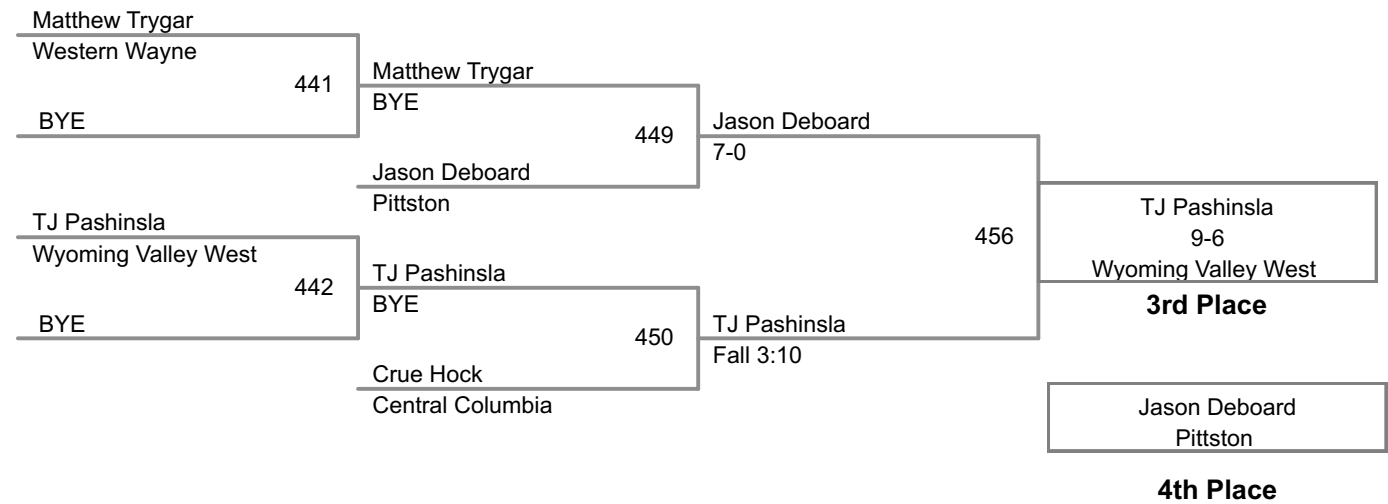 Matthew Trygar
Western Wayne
441
BYE
Matthew Trygar
BYE
449
Jason Deboard
Pittston
TJ Pashinsla
Wyoming Valley West
442
BYE
TJ Pashinsla
BYE
450
Crue Hock
Central Columbia
Jason Deboard
7-0
456
TJ Pashinsla
Fall 3:10
TJ Pashinsla
9-6
Wyoming Valley West
3rd Place
Jason Deboard
Pittston
4th Place